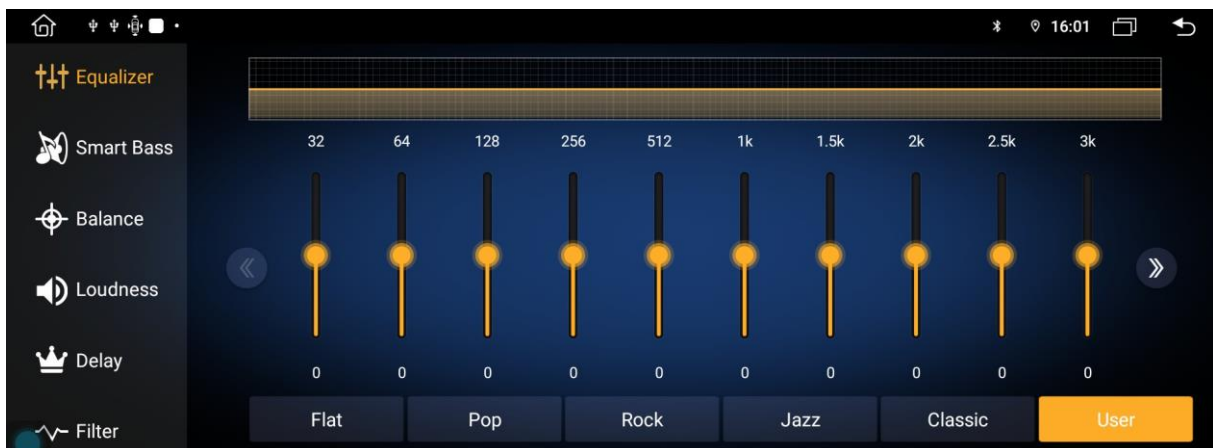 16:01
Equalizer
Smart Bass
Balance
Loudness
Delay
Filter
32 64 128 256 512 1k 1.5k 2k 2.5k 3k
0 0 0 0 0 0 0 0 0 0
Flat Pop Rock Jazz Classic User